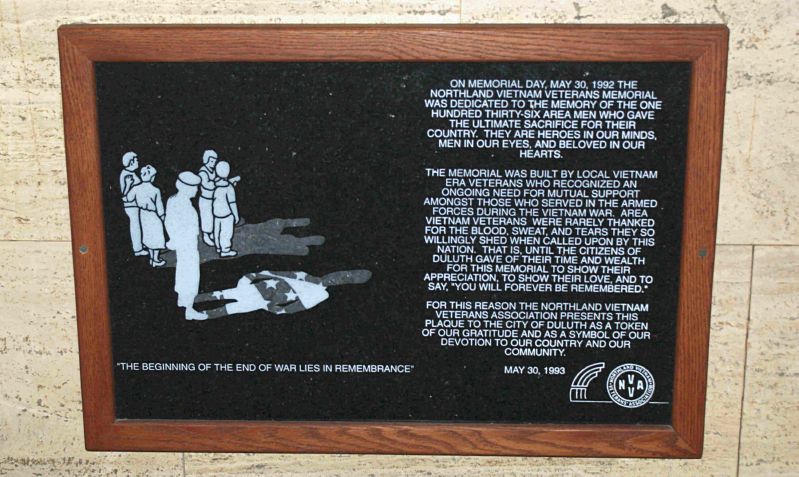 ON MEMORIAL DAY, MAY 30, 1992 THE
NORTHLAND VIETNAM VETERANS MEMORIAL
WAS DEDICATED TO THE MEMORY OF THE ONE
HUNDRED THIRTY-SIX AREA MEN WHO GAVE
THE ULTIMATE SACRIFICE FOR THEIR
COUNTRY. THEY ARE HEROES IN OUR MINDS,
MEN IN OUR EYES, AND BELOVED IN OUR
HEARTS.
THE MEMORIAL WAS BUILT BY LOCAL VIETNAM
ERA VETERANS WHO RECOGNIZED AN
ONGOING NEED FOR MUTUAL SUPPORT
AMONGST THOSE WHO SERVED IN THE ARMED
FORCES DURING THE VIETNAM WAR. AREA
VIETNAM VETERANS WERE RARELY THANKED
FOR THE BLOOD, SWEAT, AND TEARS THEY SO
WILLINGLY SHED WHEN CALLED UPON BY THIS
NATION. THAT IS, UNTIL THE CITIZENS OF
DULUTH GAVE OF THEIR TIME AND WEALTH
FOR THIS MEMORIAL TO SHOW THEIR
APPRECIATION, TO SHOW THEIR LOVE, AND TO
SAY, "YOU WILL FOREVER BE REMEMBERED."
FOR THIS REASON THE NORTHLAND VIETNAM
VETERANS ASSOCIATION PRESENTS THIS
PLAQUE TO THE CITY OF DULUTH AS A TOKEN
OF OUR GRATITUDE AND AS A SYMBOL OF OUR
DEVOTION TO OUR COUNTRY AND OUR
COMMUNITY.
"THE BEGINNING OF THE END OF WAR LIES IN REMEMBRANCE"
MAY 30, 1993
NORTHLAND VIETNAM
VETERANS ASSOCIATION
V
NVA
V